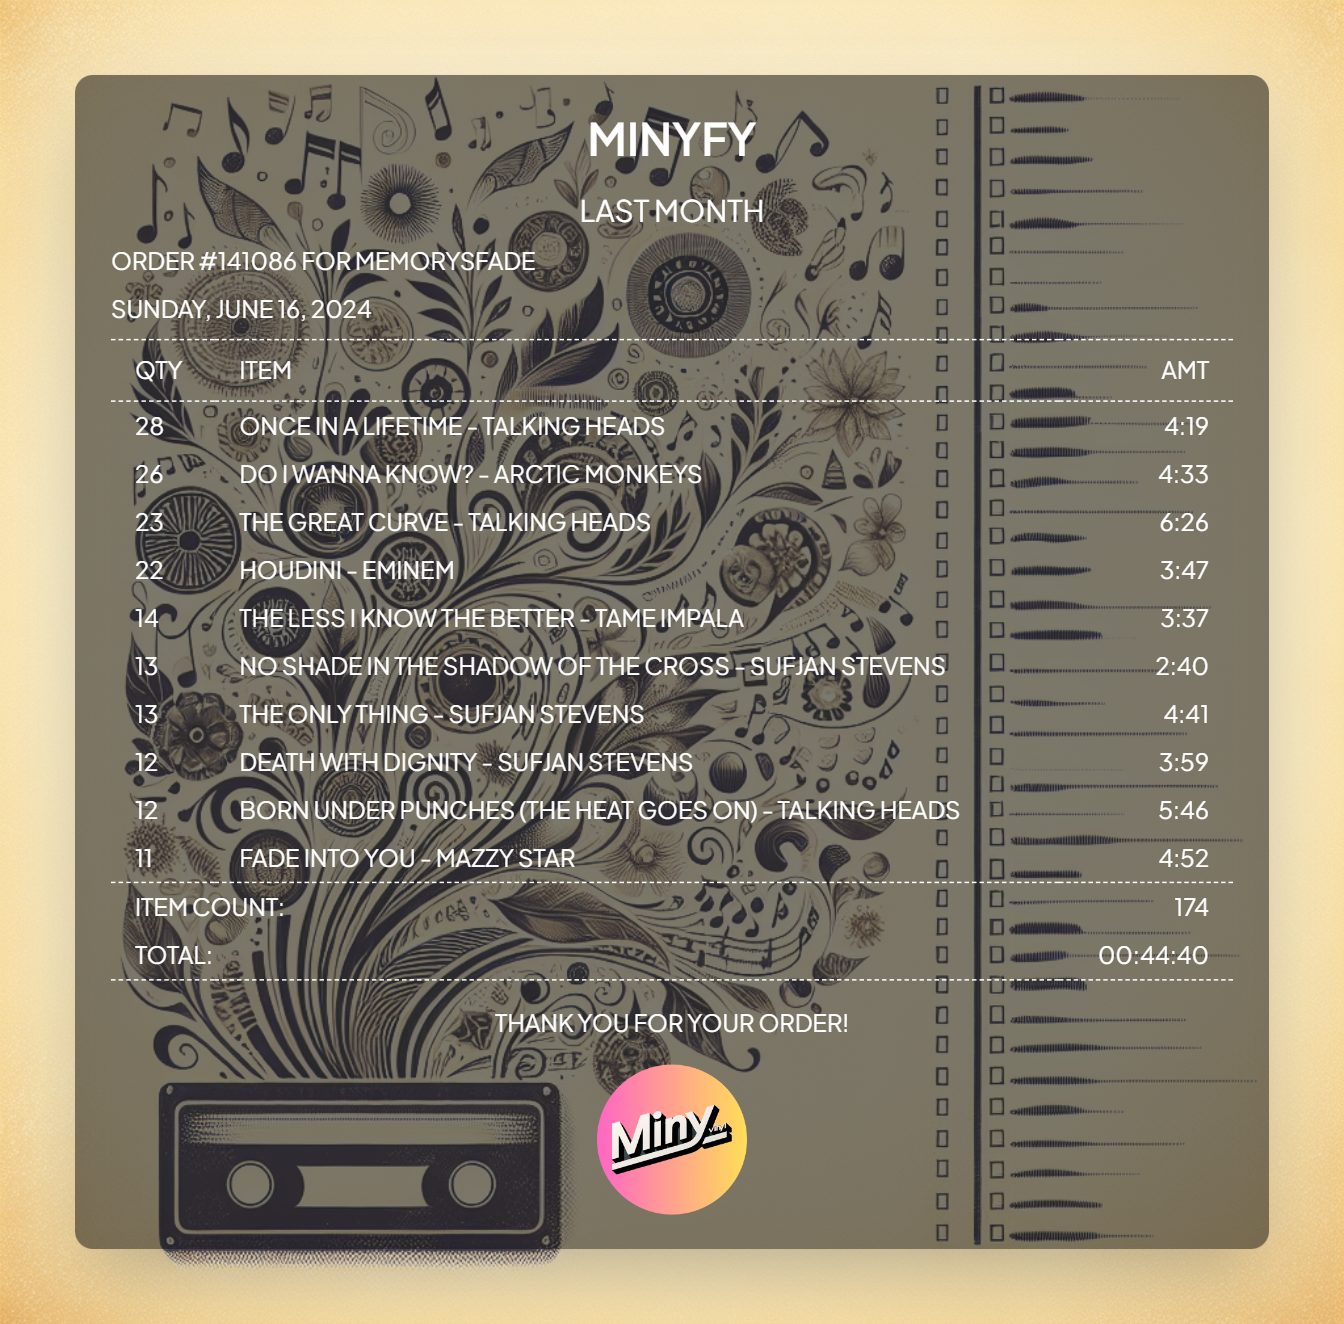 MINYFY
LAST MONTH
ORDER #141086 FOR MEMORYSFADE
SUNDAY, JUNE 16, 2024
QTY ITEM AMT
28 ONCE IN A LIFETIME - TALKING HEADS 4:19
26 DO I WANNA KNOW? - ARCTIC MONKEYS 4:33
23 THE GREAT CURVE - TALKING HEADS 6:26
22 HOUDINI - EMINEM 3:47
14 THE LESS I KNOW THE BETTER - TAME IMPALA 3:37
13 NO SHADE IN THE SHADOW OF THE CROSS - SUFJAN STEVENS 2:40
13 THE ONLY THING - SUFJAN STEVENS 4:41
12 DEATH WITH DIGNITY - SUFJAN STEVENS 3:59
12 BORN UNDER PUNCHES (THE HEAT GOES ON) - TALKING HEADS 5:46
11 FADE INTO YOU - MAZZY STAR 4:52
ITEM COUNT: 174
TOTAL: 00:44:40
THANK YOU FOR YOUR ORDER!
Miny